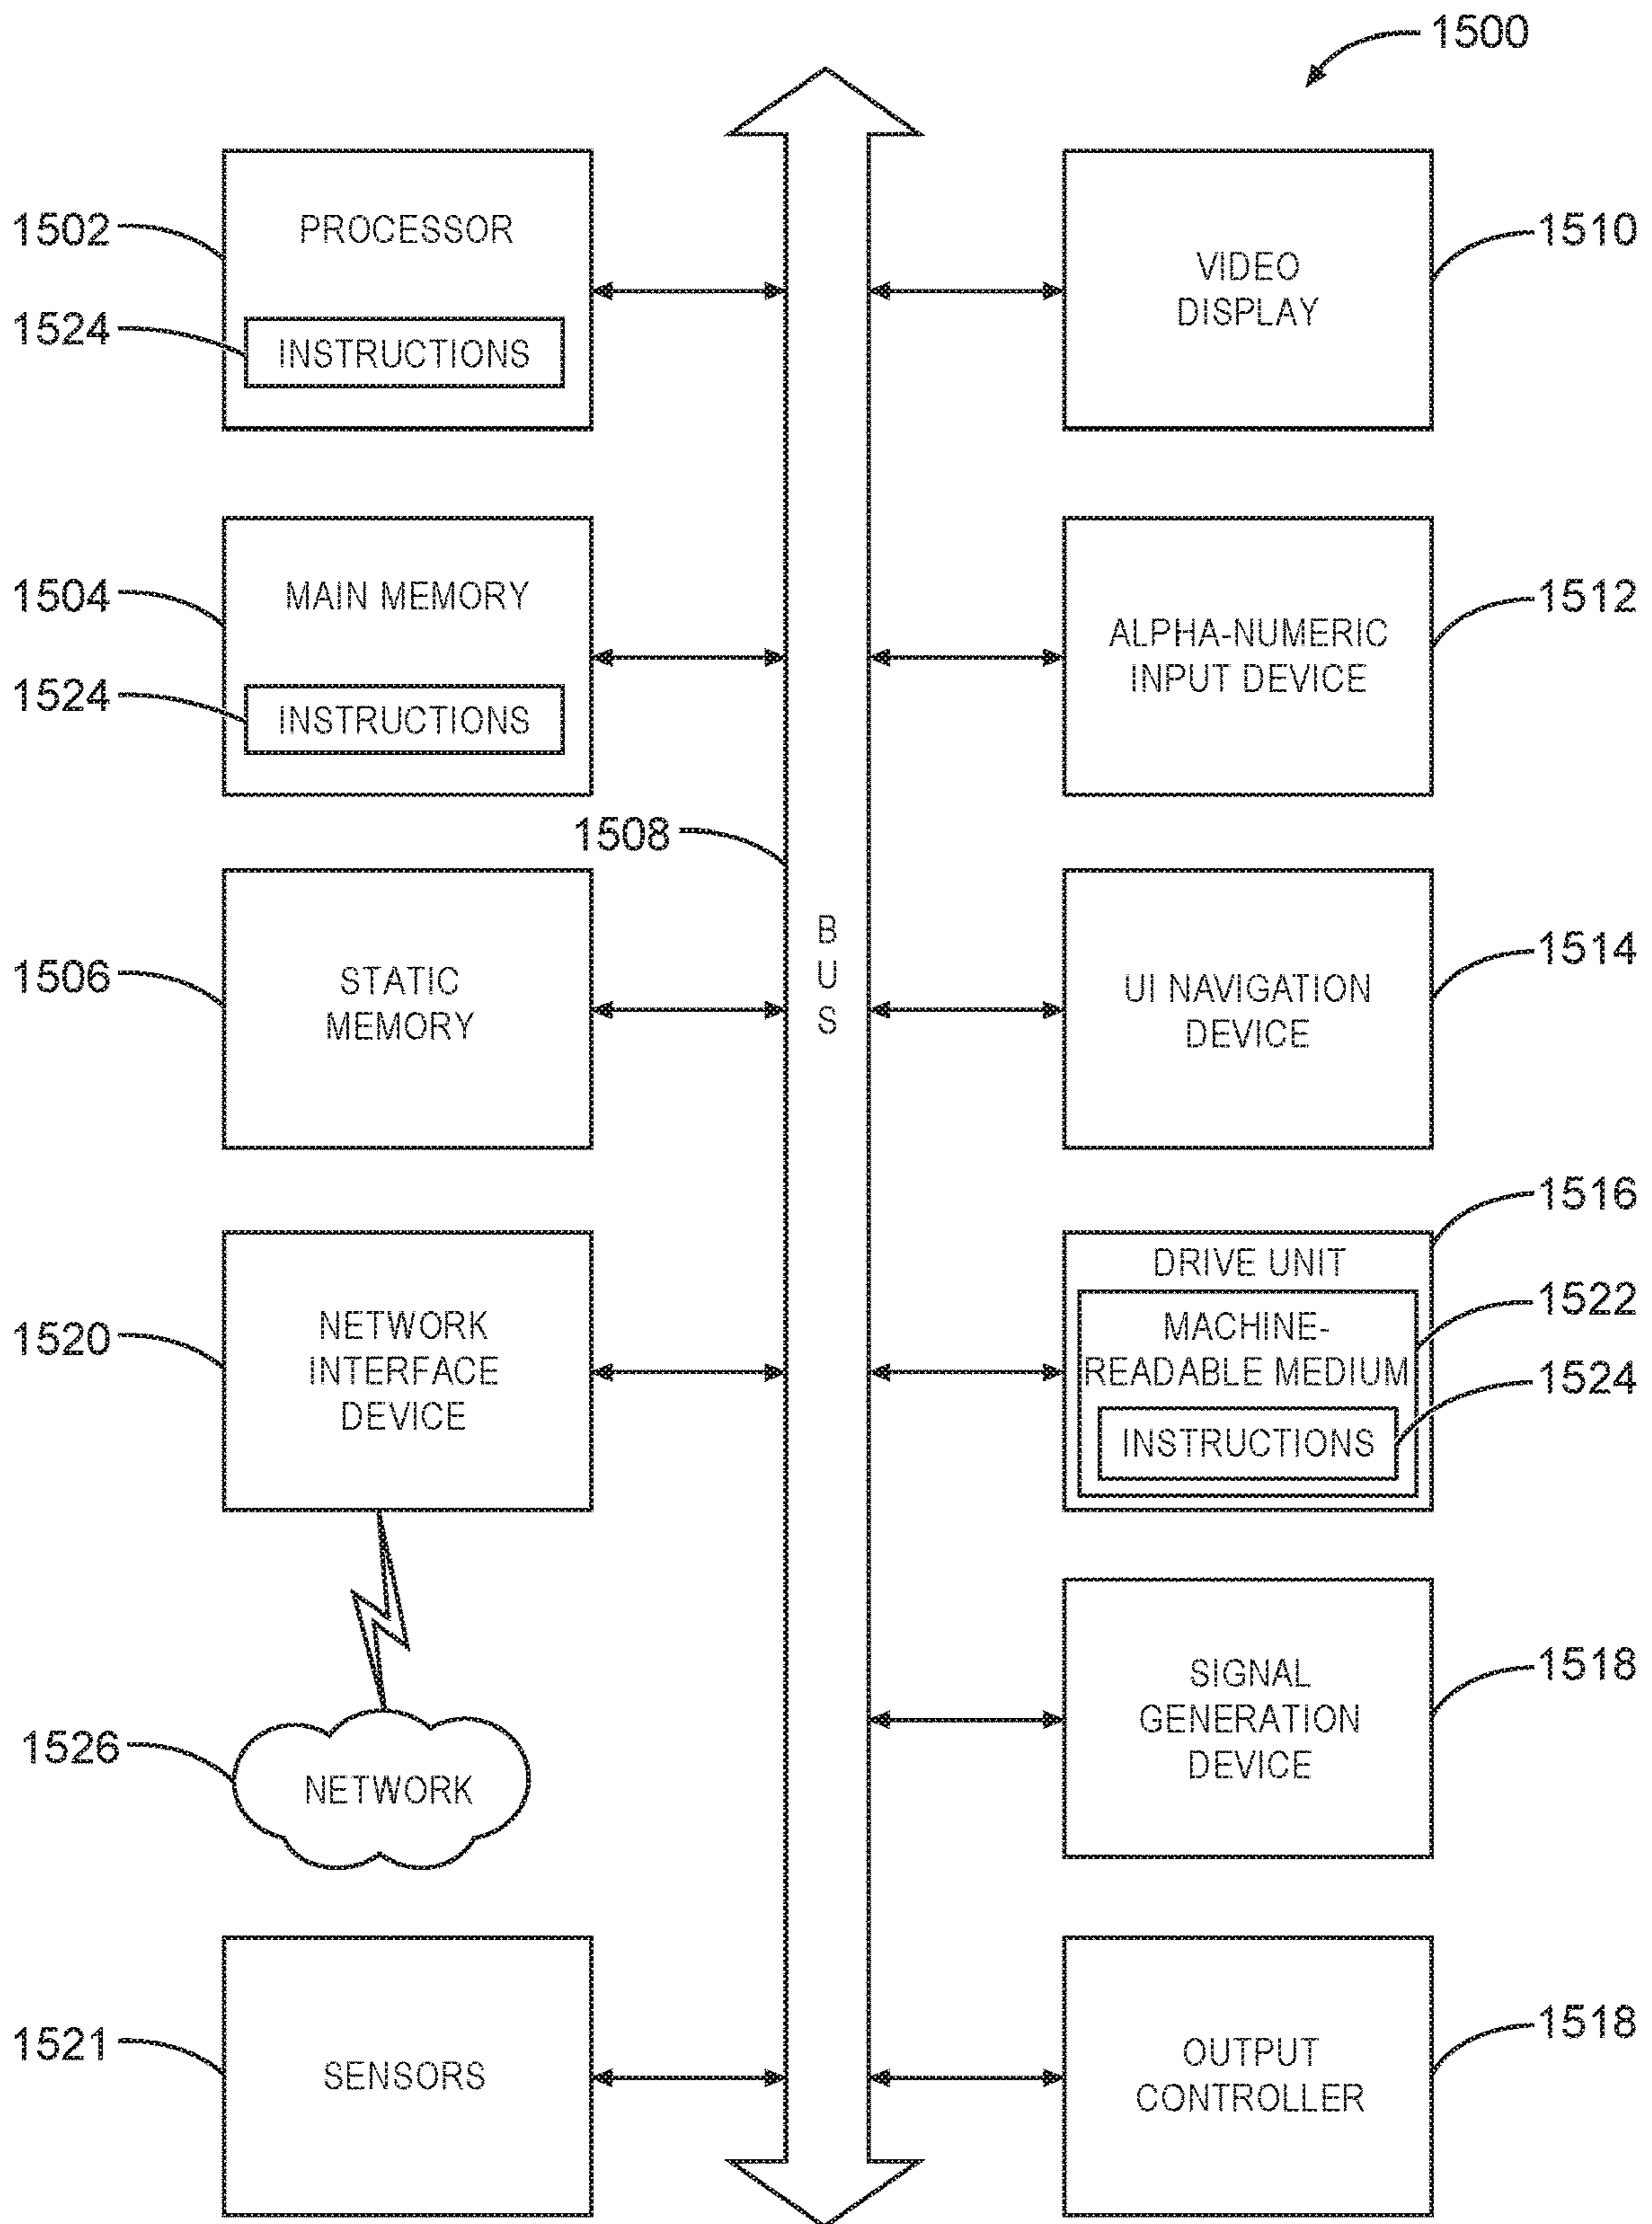 1500
1502
PROCESSOR
1524
INSTRUCTIONS
1510
VIDEO
DISPLAY
1504
MAIN MEMORY
1524
INSTRUCTIONS
1512
ALPHA-NUMERIC
INPUT DEVICE
1508
BUS
1506
STATIC
MEMORY
1514
UI NAVIGATION
DEVICE
1520
NETWORK
INTERFACE
DEVICE
1516
DRIVE UNIT
1522
MACHINE-
READABLE MEDIUM
1524
INSTRUCTIONS
1526
NETWORK
1518
SIGNAL
GENERATION
DEVICE
1521
SENSORS
1518
OUTPUT
CONTROLLER